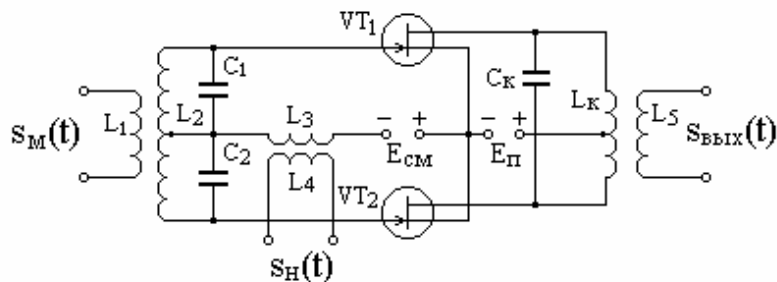 VT1
C1
CК
L1
L2
L3
LК
L5
sМ(t)
− +
− +
sВЫХ(t)
EСМ
EП
C2
L4
VT2
sН(t)